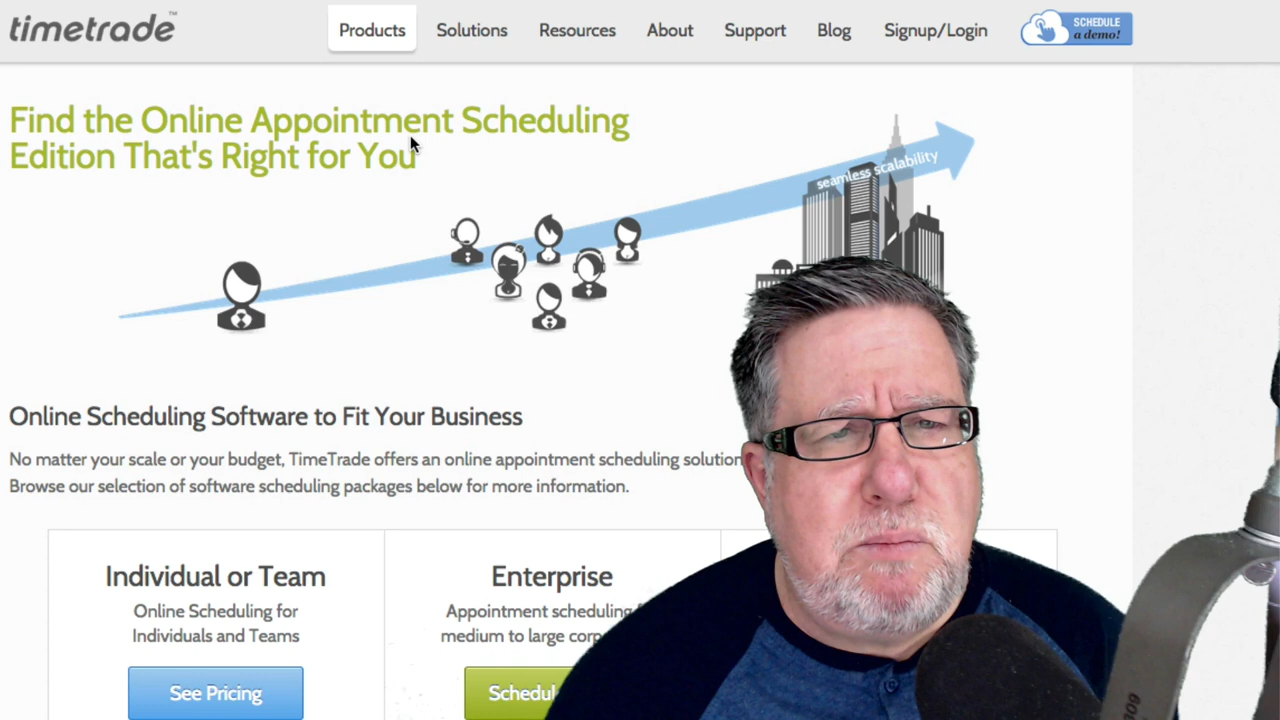 timetrade™
Products
Solutions
Resources
About
Support
Blog
Signup/Login
SCHEDULE
a demo!
Find the Online Appointment Scheduling
Edition That's Right for You
seamless scalability
Online Scheduling Software to Fit Your Business
No matter your scale or your budget, TimeTrade offers an online appointment scheduling solution
Browse our selection of software scheduling packages below for more information.
Individual or Team
Online Scheduling for
Individuals and Teams
See Pricing
Enterprise
Appointment scheduling
medium to large corp
Schedul